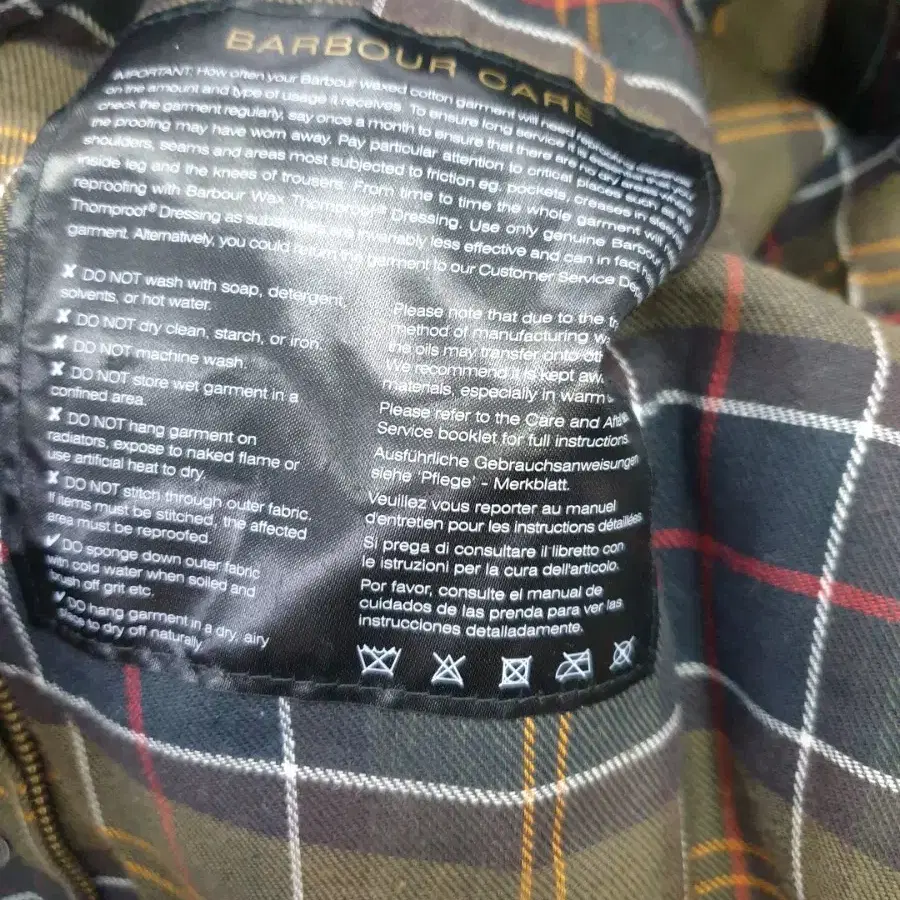 BARBOUR CARE
IMPORTANT: How often your Barbour Waxed cotton garment will need reproofing
on the amount and type of usage it receives. To ensure long service it is
check the garment regularly, say once a month to ensure that there are no dry areas where
the proofing may have worn away. Pay particular attention to critical places such as the
shoulders, seams and areas most subjected to friction eg. pockets, creases in
inside leg and the knees of trousers. From time to time the whole garment will
reproofing with Barbour Wax Thornproof® Dressing. Use only genuine Barbour
Thornproof® Dressing as are invariably less effective and can in fact
garment. Alternatively, you could the garment to our Customer Service
✗ DO NOT wash with soap, detergent,
solvents, or hot water.
✗ DO NOT dry clean, starch, or iron.
✗ DO NOT machine wash.
✗ DO NOT store wet garment in a
confined area.
✗ DO NOT hang garment on
radiators, expose to naked flame or
use artificial heat to dry.
✗ DO NOT stitch through outer fabric.
If items must be stitched, the affected
area must be reproofed.
✓ DO sponge down outer fabric
with cold water when soiled and
brush off grit etc.
✓ DO hang garment in a dry, airy
to dry off naturally
Please note that due to the
method of manufacturing
the oils may transfer onto
We recommend it is kept
materials, especially in warm
Please refer to the Care and
Service booklet for full instructions.
Ausführliche Gebrauchsanweisungen
siehe 'Pflege' - Merkblatt.
Veuillez vous reporter au manuel
d'entretien pour les instructions détaillées
Si prega di consultare il libretto con
le istruzioni per la cura dell'articolo.
Por favor, consulte el manual de
cuidados de las prenda para ver las
instrucciones detalladamente.